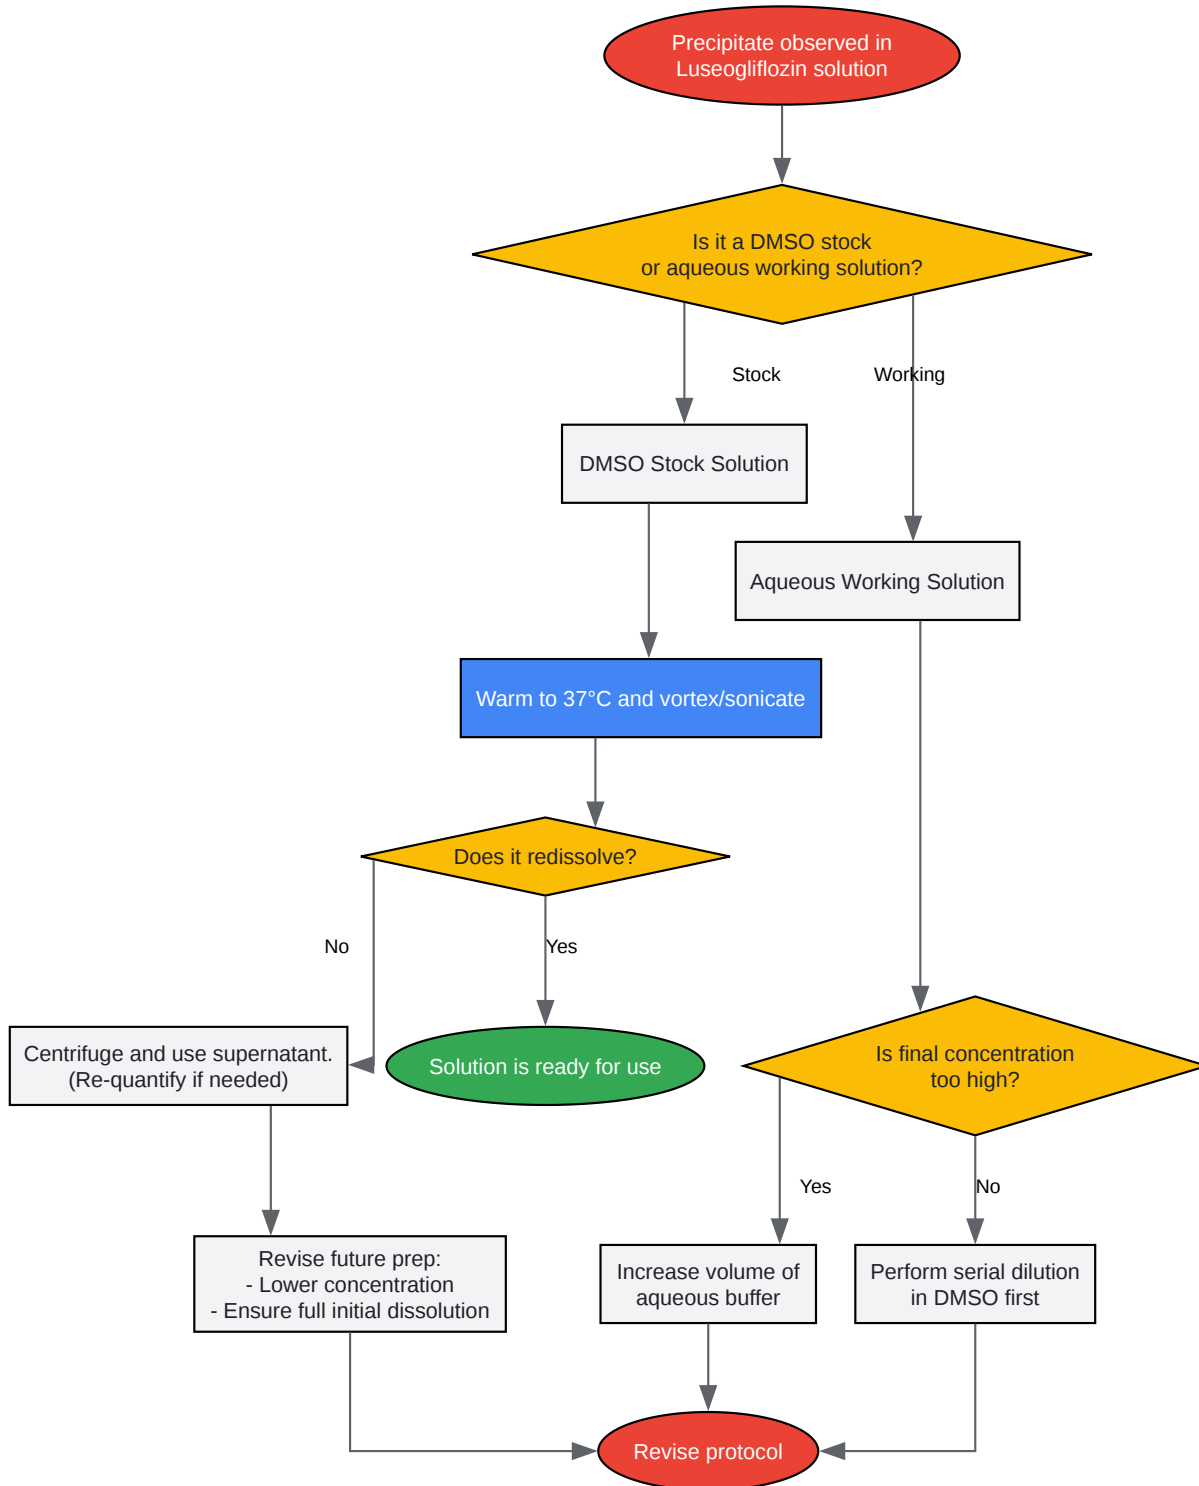 Precipitate observed in
Luseogliflozin solution
Is it a DMSO stock
or aqueous working solution?
Stock
Working
DMSO Stock Solution
Aqueous Working Solution
Warm to 37°C and vortex/sonicate
Does it redissolve?
No
Yes
Centrifuge and use supernatant.
(Re-quantify if needed)
Solution is ready for use
Is final concentration
too high?
Yes
No
Revise future prep:
- Lower concentration
- Ensure full initial dissolution
Increase volume of
aqueous buffer
Perform serial dilution
in DMSO first
Revise protocol